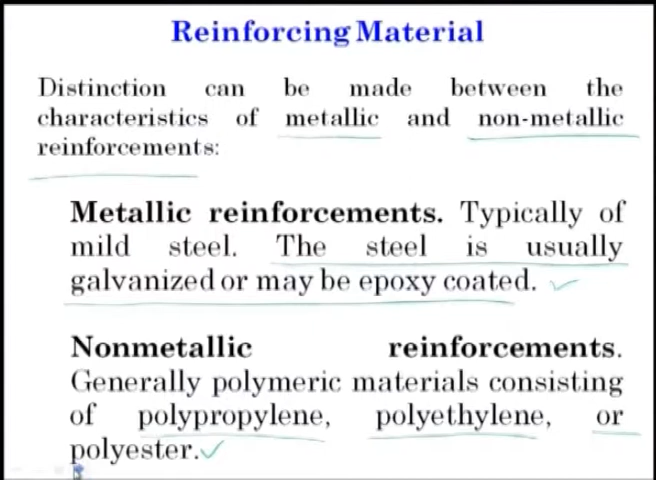 Reinforcing Material
Distinction can be made between the
characteristics of metallic and non-metallic
reinforcements:
Metallic reinforcements. Typically of
mild steel. The steel is usually
galvanized or may be epoxy coated.
Nonmetallic reinforcements.
Generally polymeric materials consisting
of polypropylene, polyethylene, or
polyester.